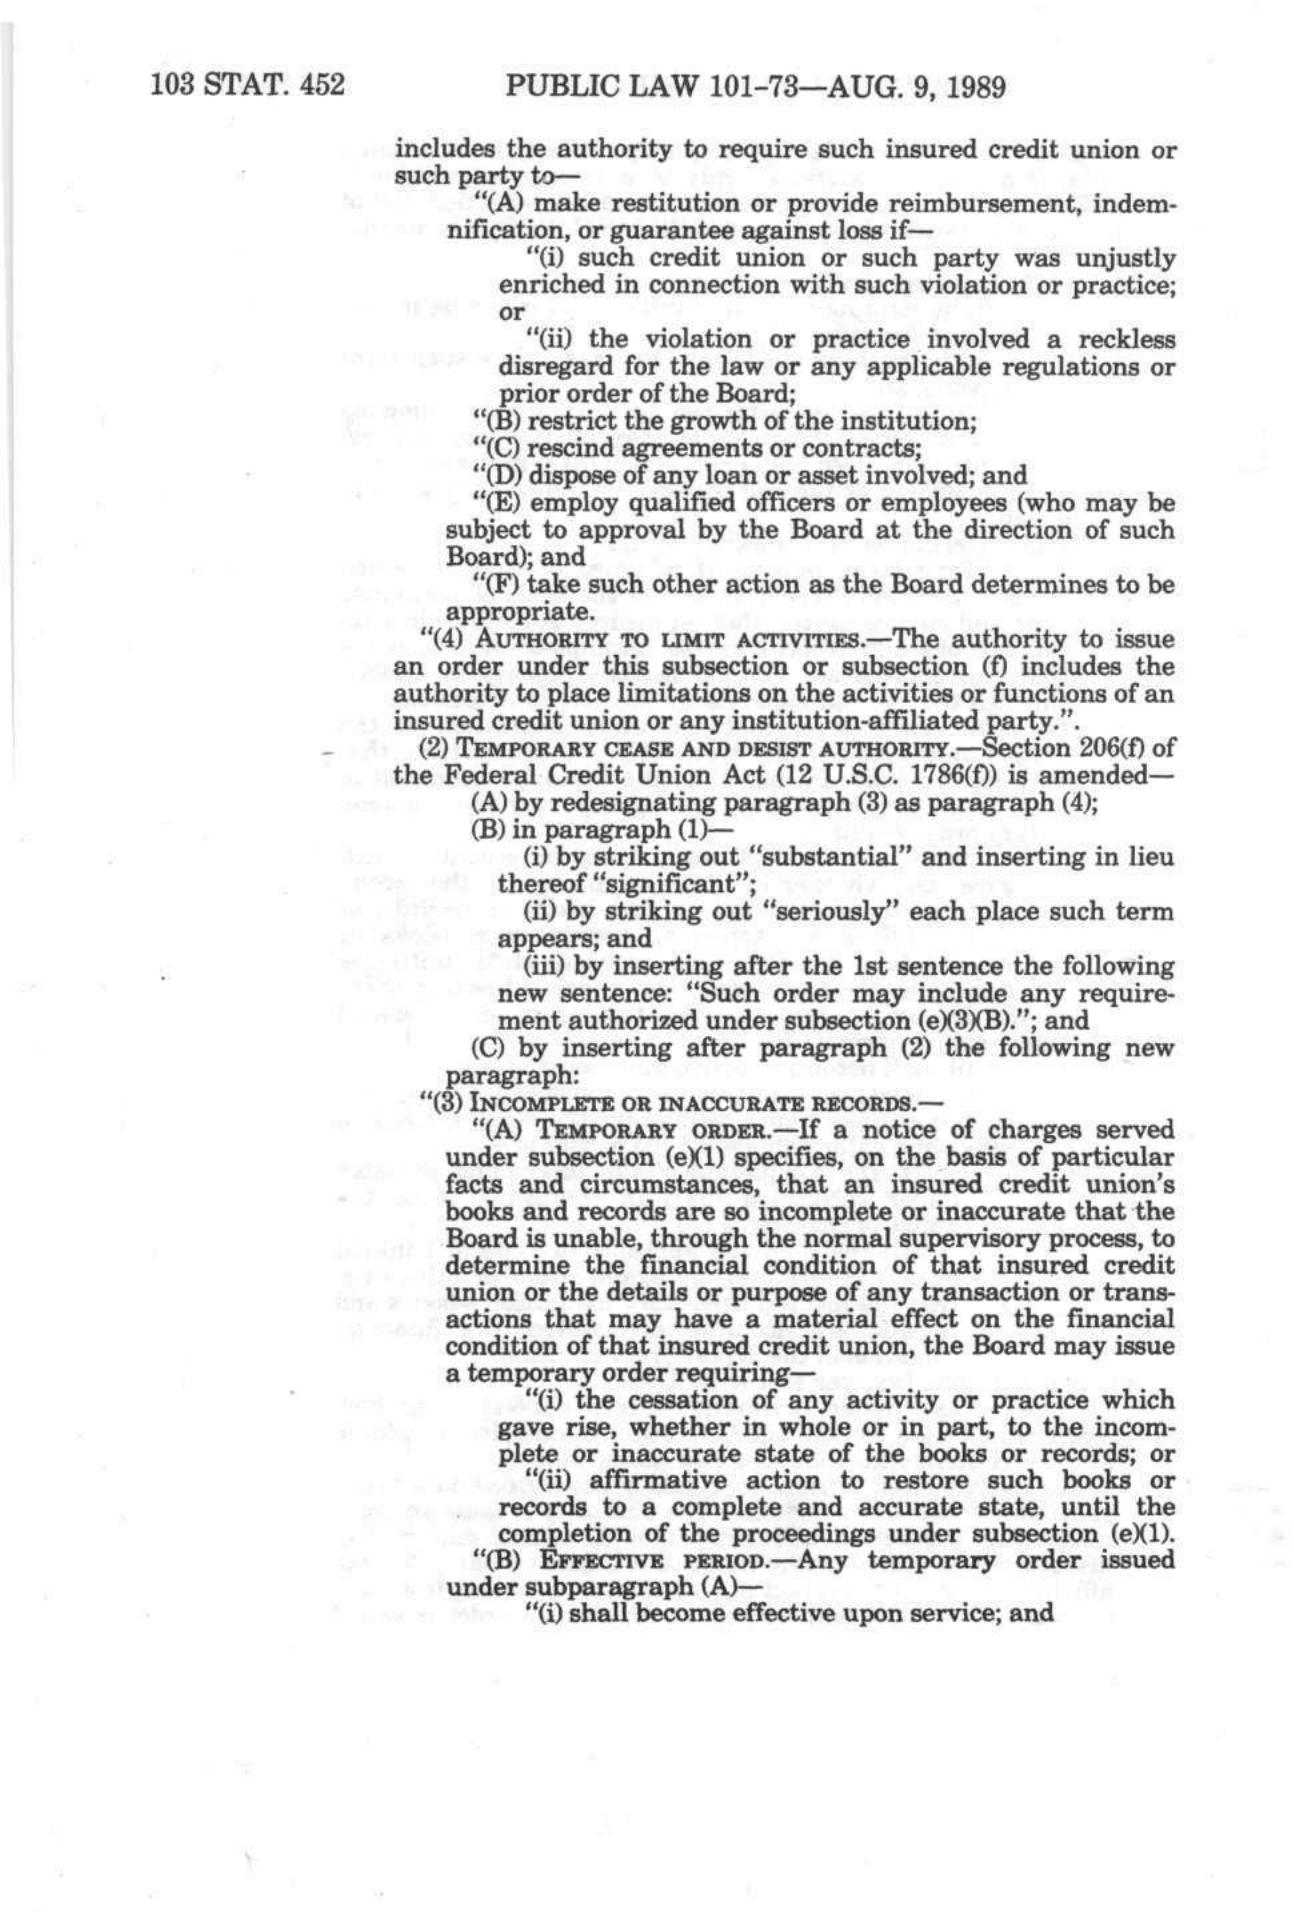 103 STAT. 452 PUBLIC LAW 101-73—AUG. 9, 1989
includes the authority to require such insured credit union or
such party to—
“(A) make restitution or provide reimbursement, indem-
nification, or guarantee against loss if—
“(i) such credit union or such party was unjustly
enriched in connection with such violation or practice;
or
“(ii) the violation or practice involved a reckless
disregard for the law or any applicable regulations or
prior order of the Board;
“(B) restrict the growth of the institution;
“(C) rescind agreements or contracts;
“(D) dispose of any loan or asset involved; and
“(E) employ qualified officers or employees (who may be
subject to approval by the Board at the direction of such
Board); and
“(F) take such other action as the Board determines to be
appropriate.
“(4) AUTHORITY TO LIMIT ACTIVITIES.—The authority to issue
an order under this subsection or subsection (f) includes the
authority to place limitations on the activities or functions of an
insured credit union or any institution-affiliated party.”.
(2) TEMPORARY CEASE AND DESIST AUTHORITY.—Section 206(f) of
the Federal Credit Union Act (12 U.S.C. 1786(f)) is amended—
(A) by redesignating paragraph (3) as paragraph (4);
(B) in paragraph (1)—
(i) by striking out “substantial” and inserting in lieu
thereof “significant”;
(ii) by striking out “seriously” each place such term
appears; and
(iii) by inserting after the 1st sentence the following
new sentence: “Such order may include any require-
ment authorized under subsection (e)(3)(B).”; and
(C) by inserting after paragraph (2) the following new
paragraph:
“(3) INCOMPLETE OR INACCURATE RECORDS.—
“(A) TEMPORARY ORDER.—If a notice of charges served
under subsection (e)(1) specifies, on the basis of particular
facts and circumstances, that an insured credit union's
books and records are so incomplete or inaccurate that the
Board is unable, through the normal supervisory process, to
determine the financial condition of that insured credit
union or the details or purpose of any transaction or trans-
actions that may have a material effect on the financial
condition of that insured credit union, the Board may issue
a temporary order requiring—
“(i) the cessation of any activity or practice which
gave rise, whether in whole or in part, to the incom-
plete or inaccurate state of the books or records; or
“(ii) affirmative action to restore such books or
records to a complete and accurate state, until the
completion of the proceedings under subsection (e)(1).
“(B) EFFECTIVE PERIOD.—Any temporary order issued
under subparagraph (A)—
“(i) shall become effective upon service; and